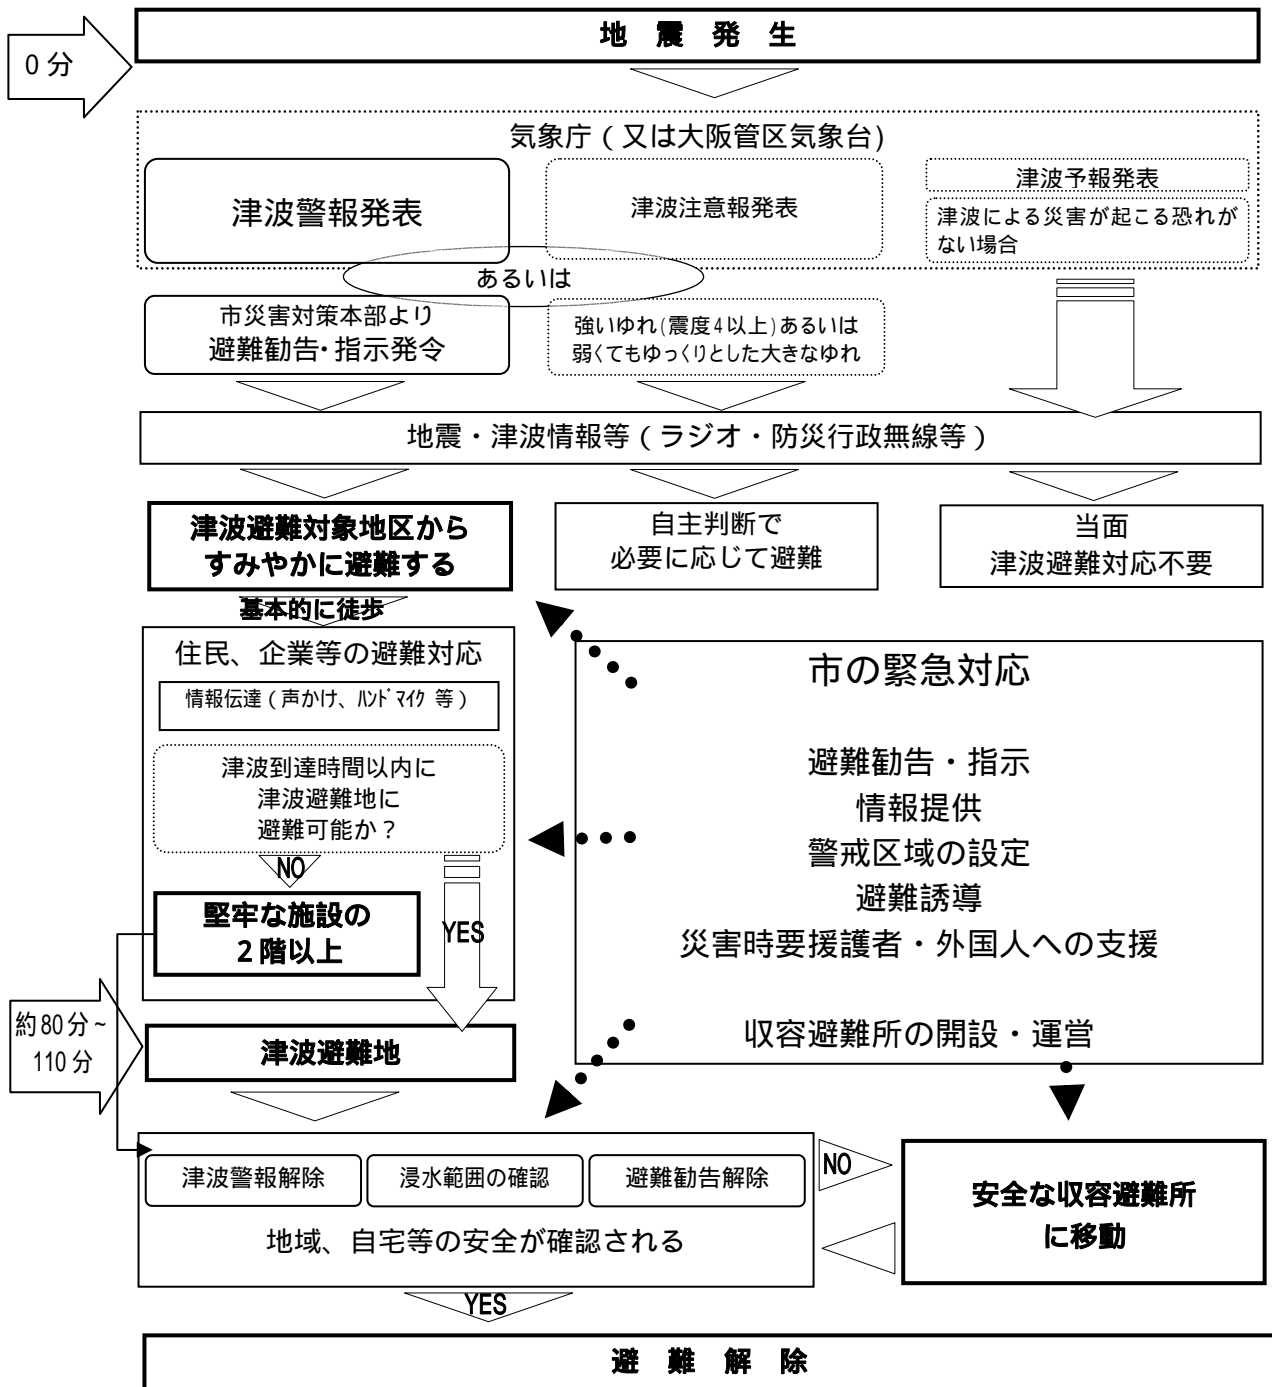 地 震 発 生
0分
気象庁（又は大阪管区気象台)
津波警報発表
津波注意報発表
津波予報発表
津波による災害が起こる恐れが
ない場合
あるいは
市災害対策本部より
避難勧告・指示発令
強いゆれ(震度4以上)あるいは
弱くてもゆっくりとした大きなゆれ
地震・津波情報等（ラジオ・防災行政無線等）
津波避難対象地区から
すみやかに避難する
自主判断で
必要に応じて避難
当面
津波避難対応不要
基本的に徒歩
住民、企業等の避難対応
情報伝達（声かけ、ﾊﾝﾄﾞﾏｲｸ 等）
津波到達時間以内に
津波避難地に
避難可能か？
NO
YES
堅牢な施設の
2階以上
市の緊急対応
避難勧告・指示
情報提供
警戒区域の設定
避難誘導
災害時要援護者・外国人への支援
収容避難所の開設・運営
約80分~
110分
津波避難地
津波警報解除
浸水範囲の確認
避難勧告解除
地域、自宅等の安全が確認される
NO
安全な収容避難所
に移動
YES
避 難 解 除